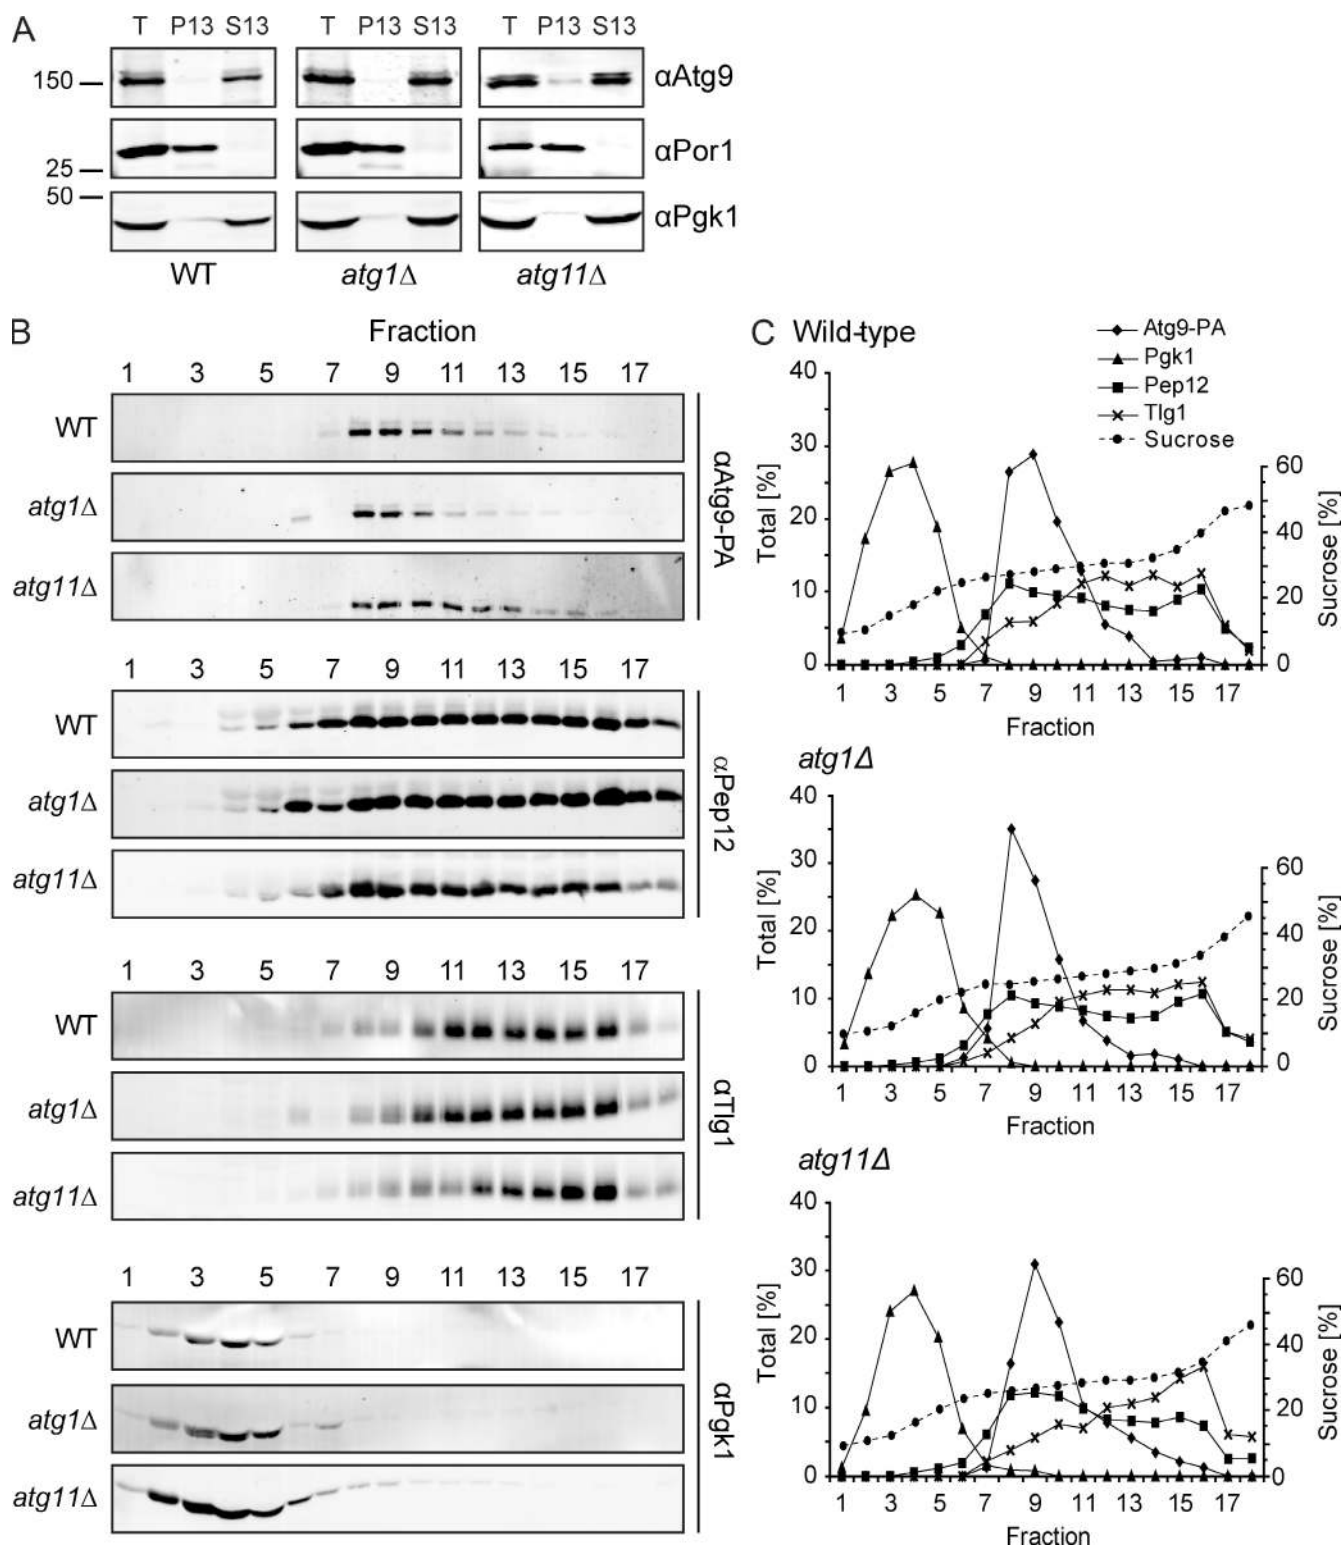 A
T P13 S13 T P13 S13 T P13 S13
150
αAtg9
αPor1
25
50
αPgk1
WT atg1Δ atg11Δ
B
Fraction
1 3 5 7 9 11 13 15 17
WT
atg1Δ
atg11Δ
αAtg9-PA
1 3 5 7 9 11 13 15 17
WT
atg1Δ
atg11Δ
αPep12
1 3 5 7 9 11 13 15 17
WT
atg1Δ
atg11Δ
αTlg1
1 3 5 7 9 11 13 15 17
WT
atg1Δ
atg11Δ
αPgk1
C Wild-type
Atg9-PA
Pgk1
Pep12
Tlg1
Sucrose
40
30
20
10
0
Total [%]
60
40
20
0
Sucrose [%]
1 3 5 7 9 11 13 15 17
Fraction
atg1Δ
40
30
20
10
0
Total [%]
60
40
20
0
Sucrose [%]
1 3 5 7 9 11 13 15 17
Fraction
atg11Δ
40
30
20
10
0
Total [%]
60
40
20
0
Sucrose [%]
1 3 5 7 9 11 13 15 17
Fraction